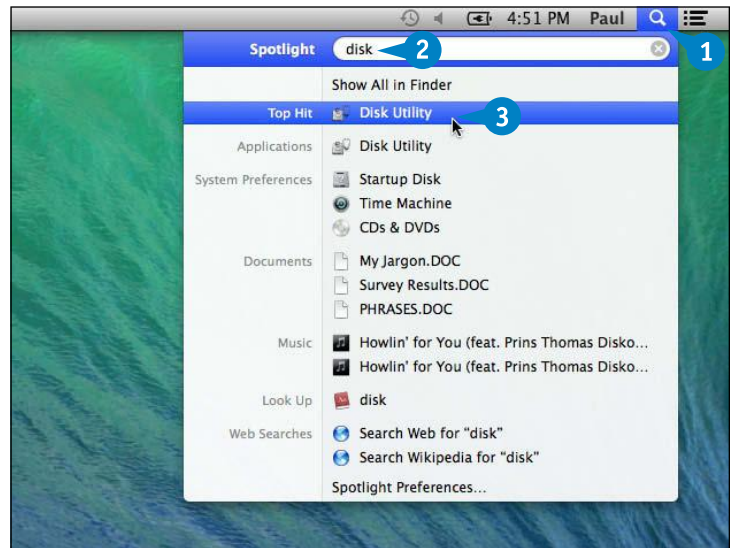 4:51 PM Paul
1
Spotlight disk 2
Show All in Finder
Top Hit Disk Utility 3
Applications Disk Utility
System Preferences Startup Disk
Time Machine
CDs & DVDs
Documents My Jargon.DOC
Survey Results.DOC
PHRASES.DOC
Music Howlin' for You (feat. Prins Thomas Disko...
Howlin' for You (feat. Prins Thomas Disko...
Look Up disk
Web Searches Search Web for "disk"
Search Wikipedia for "disk"
Spotlight Preferences...